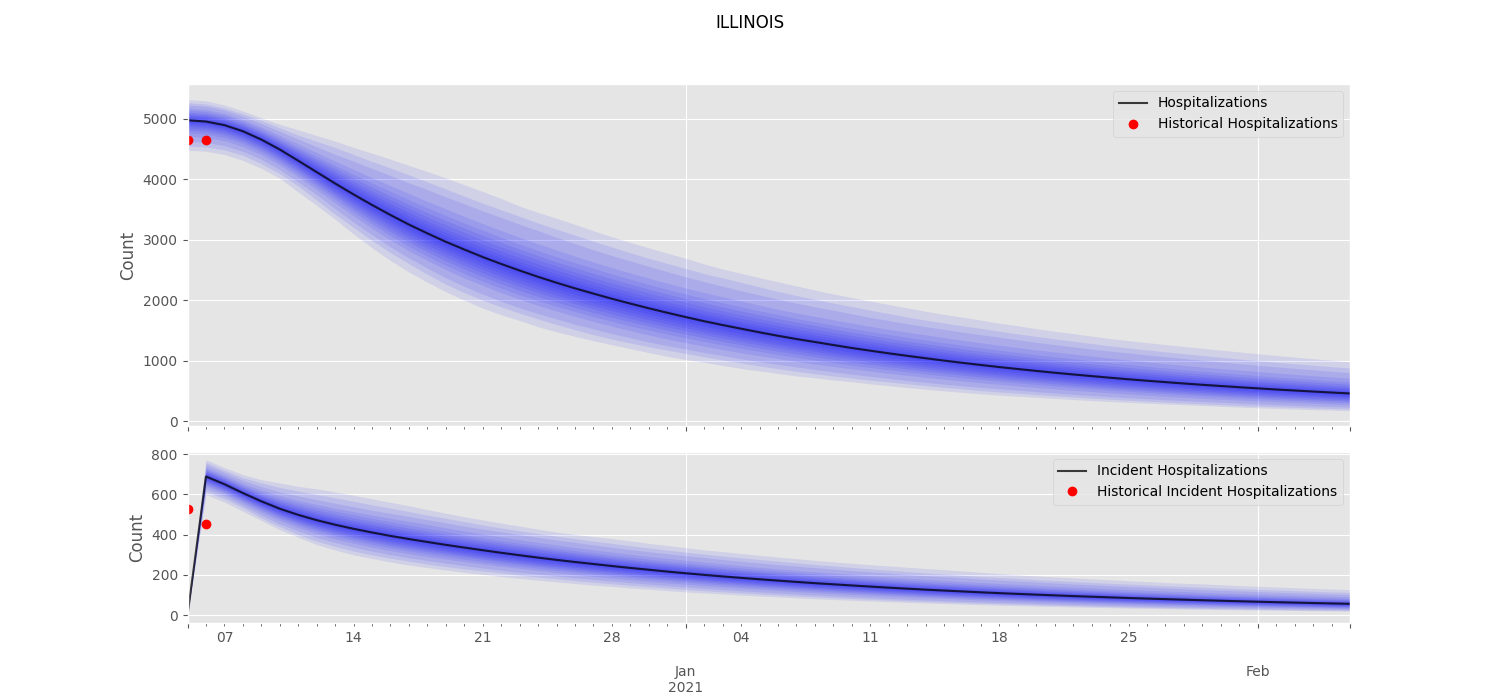 ILLINOIS
Hospitalizations
Historical Hospitalizations
5000
4000
3000
2000
1000
0
Count
Incident Hospitalizations
Historical Incident Hospitalizations
800
600
400
200
0
Count
07 14 21 28 04 11 18 25
Jan Feb
2021